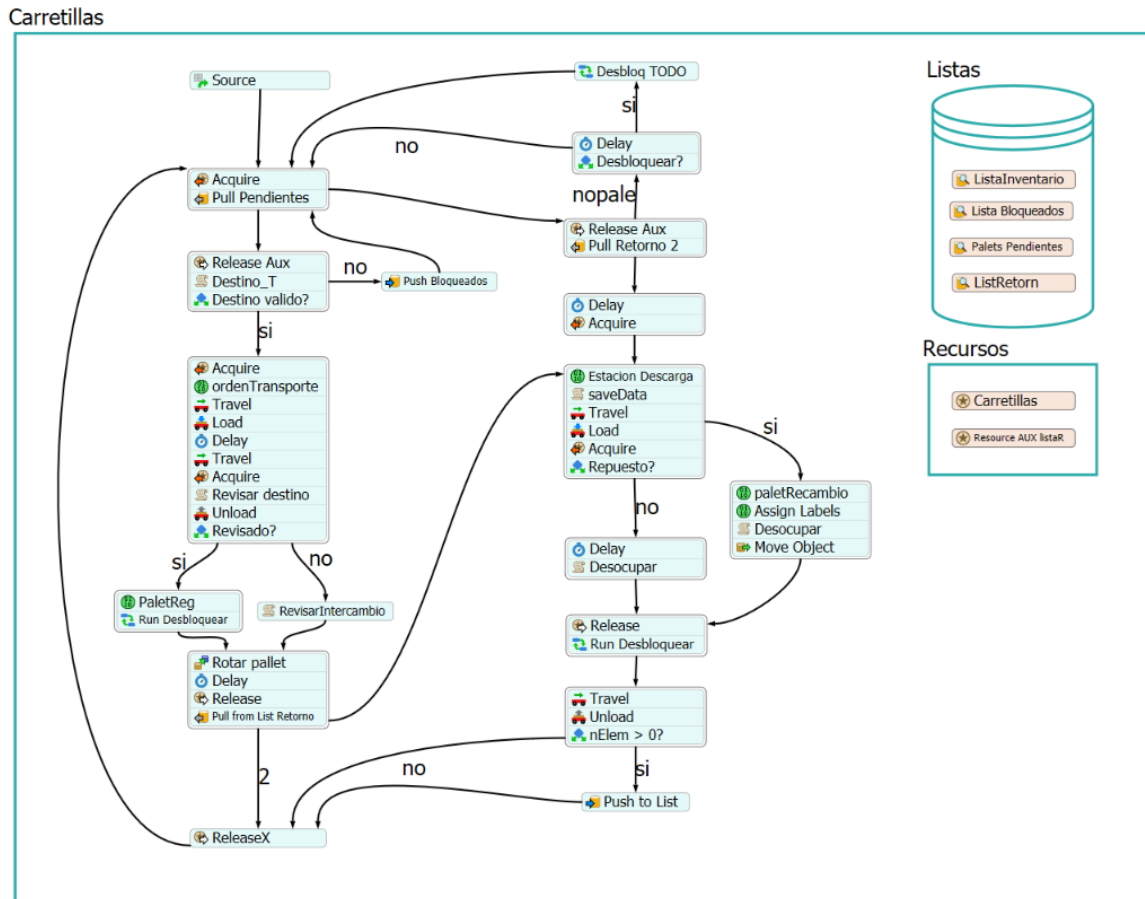 Carretillas
Source
Acquire
Pull Pendientes
Release Aux
Destino_T
Destino valido?
no
Push Bloqueados
si
Acquire
ordenTransporte
Travel
Load
Delay
Travel
Acquire
Revisar destino
Unload
Revisado?
si
no
PaletReg
Run Desbloquear
RevisarIntercambio
Rotar pallet
Delay
Release
Pull from List Retorno
2
ReleaseX
Desbloq TODO
si
no
Delay
Desbloquear?
nopale
Release Aux
Pull Retorno 2
Delay
Acquire
Estacion Descarga
saveData
Travel
Load
Acquire
Repuesto?
si
no
paletRecambio
Assign Labels
Desocupar
Move Object
Delay
Desocupar
Release
Run Desbloquear
Travel
Unload
nElem > 0?
no
si
Push to List
Listas
ListaInventario
Lista Bloqueados
Palets Pendientes
ListRetorn
Recursos
Carretillas
Resource AUX listaR